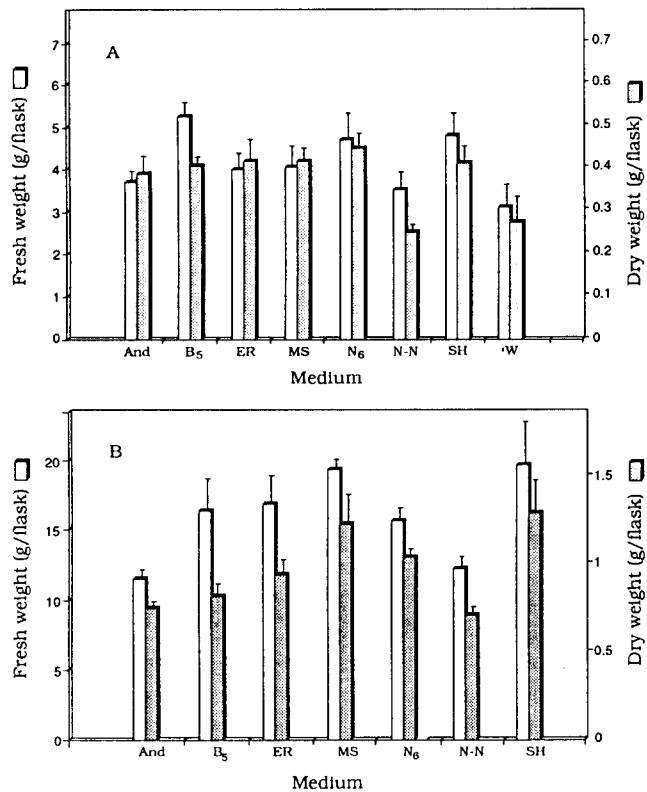 A
Fresh weight (g/flask)
7
6
5
4
3
2
1
0
0.7
0.6
0.5
0.4
0.3
0.2
0.1
0
Dry weight (g/flask)
And B5 ER MS N6 N-N SH W
Medium
B
Fresh weight (g/flask)
20
15
10
5
0
1.5
1
0.5
0
Dry weight (g/flask)
And B5 ER MS N6 N-N SH
Medium